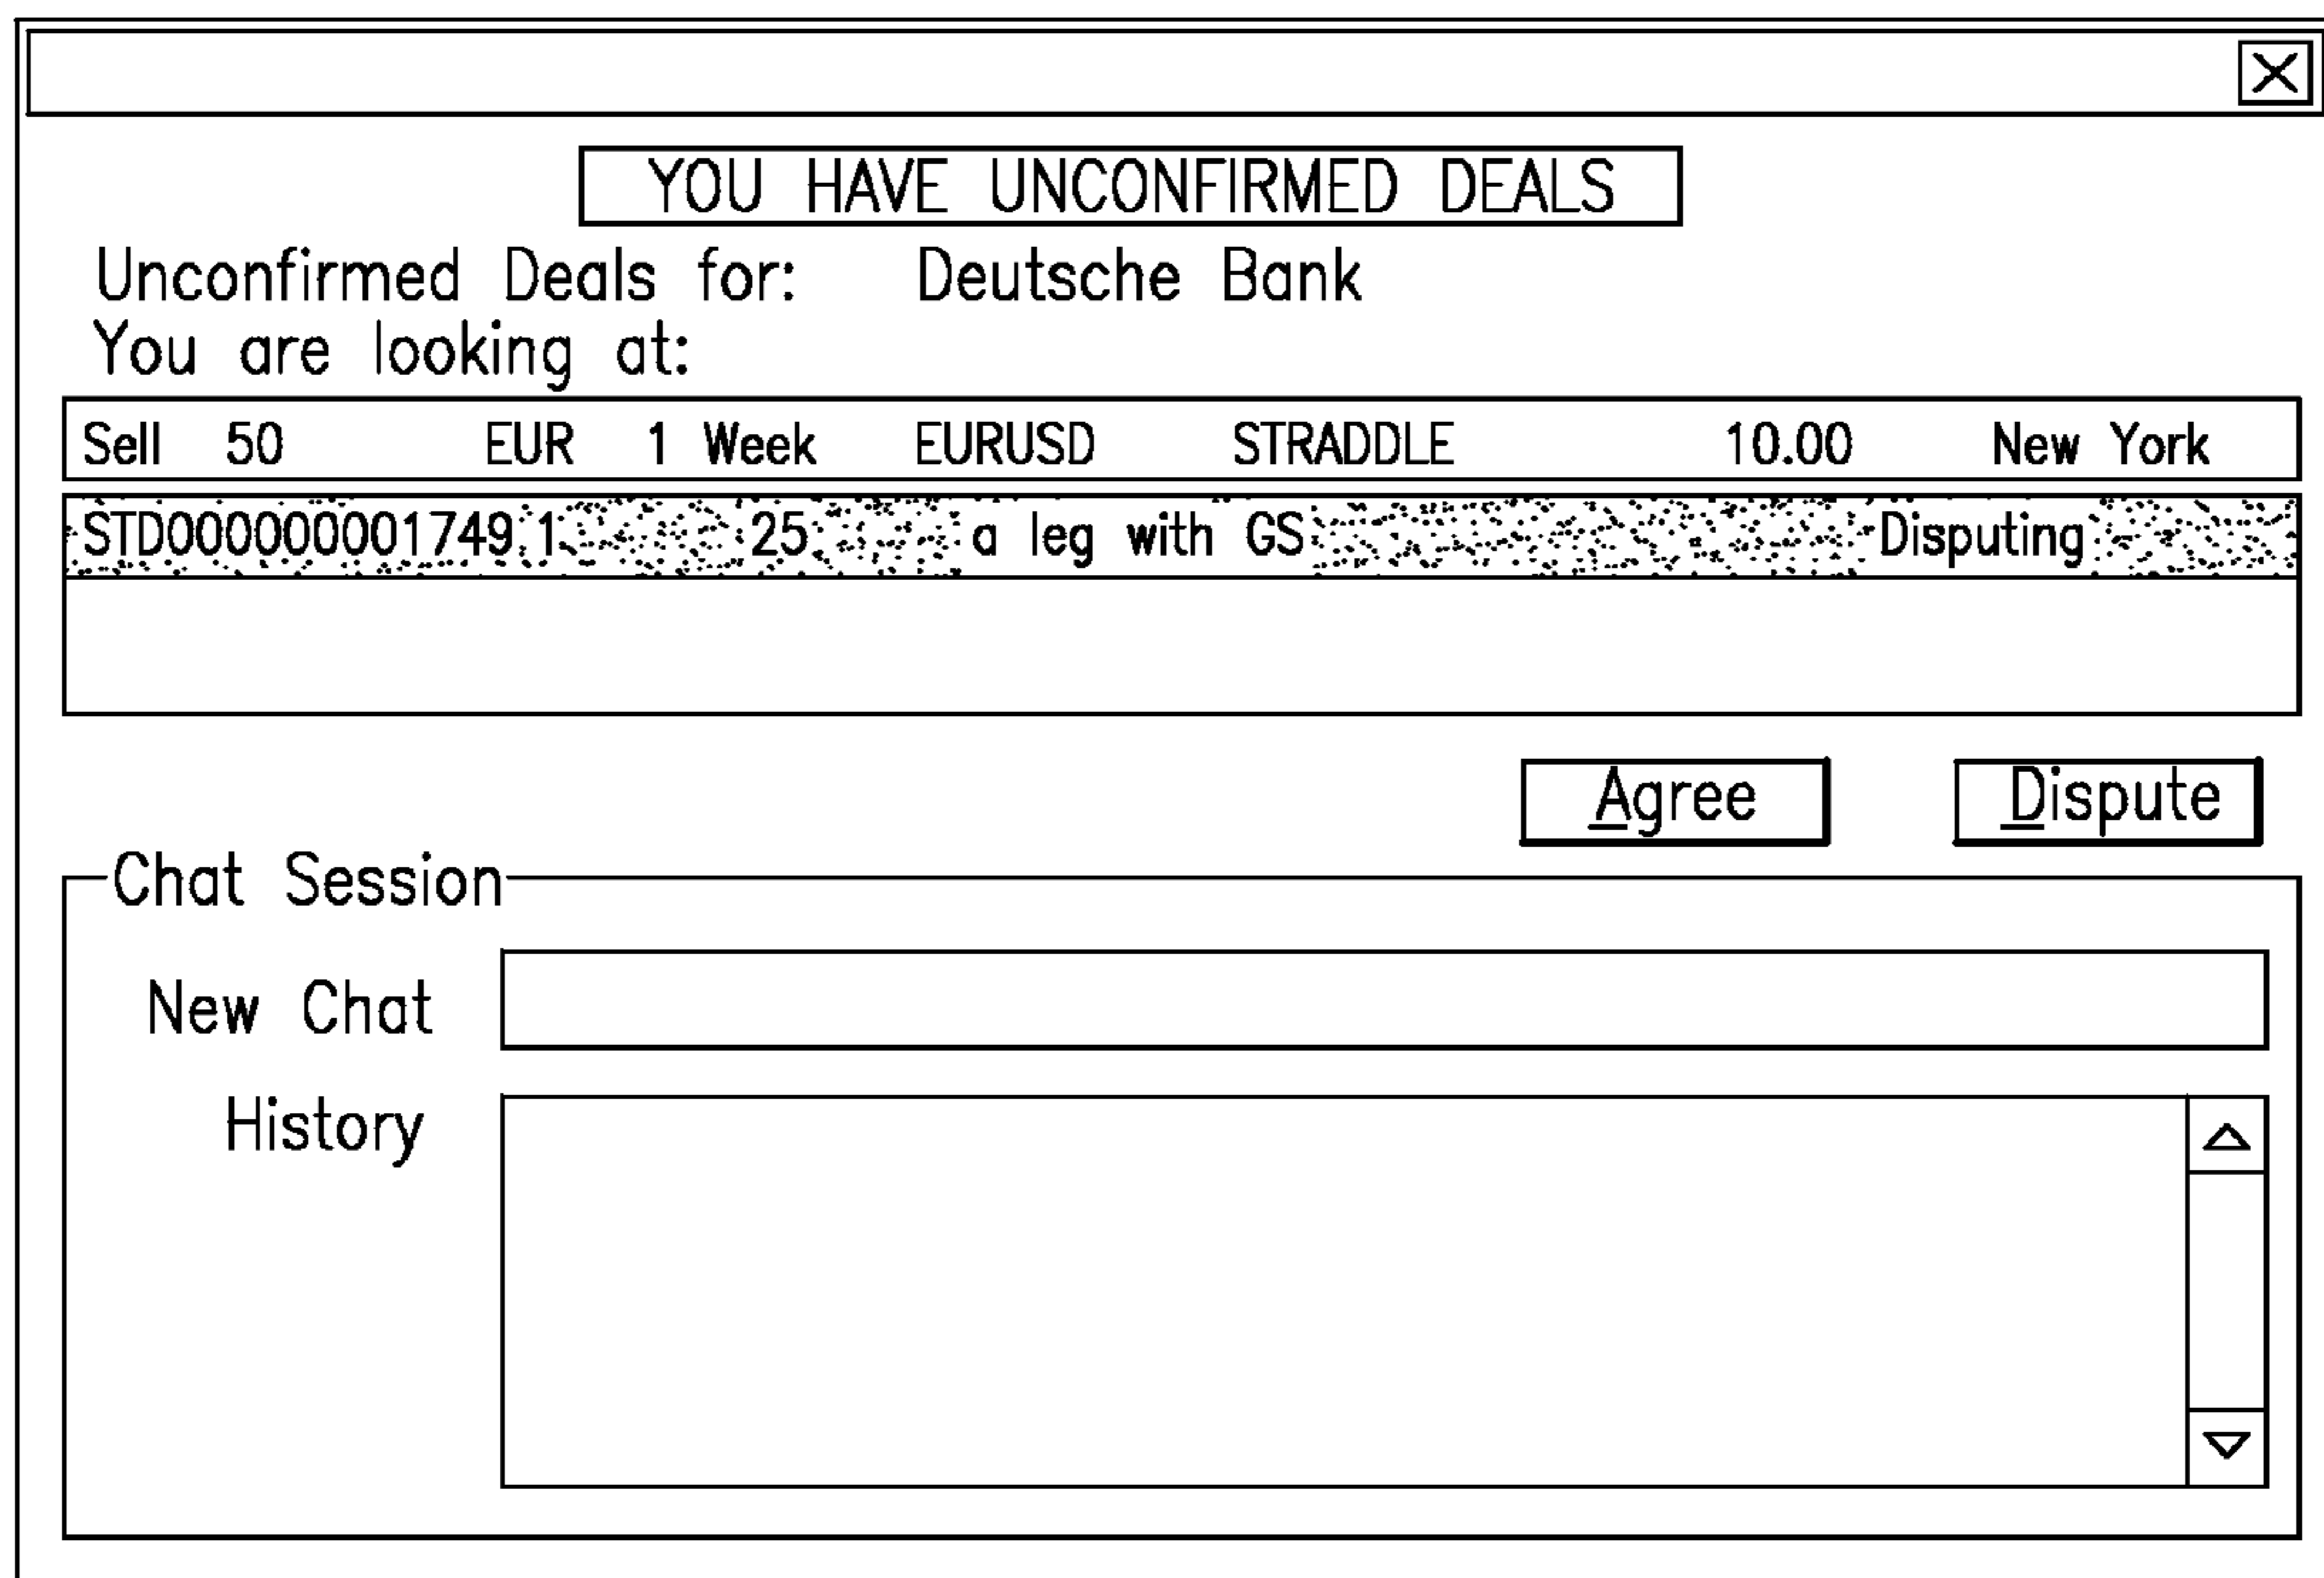 YOU HAVE UNCONFIRMED DEALS
Unconfirmed Deals for: Deutsche Bank
You are looking at:
Sell 50 EUR 1 Week EURUSD STRADDLE 10.00 New York
STD0000000001749.1 25 a leg with GS Disputing
Agree Dispute
Chat Session
New Chat
History